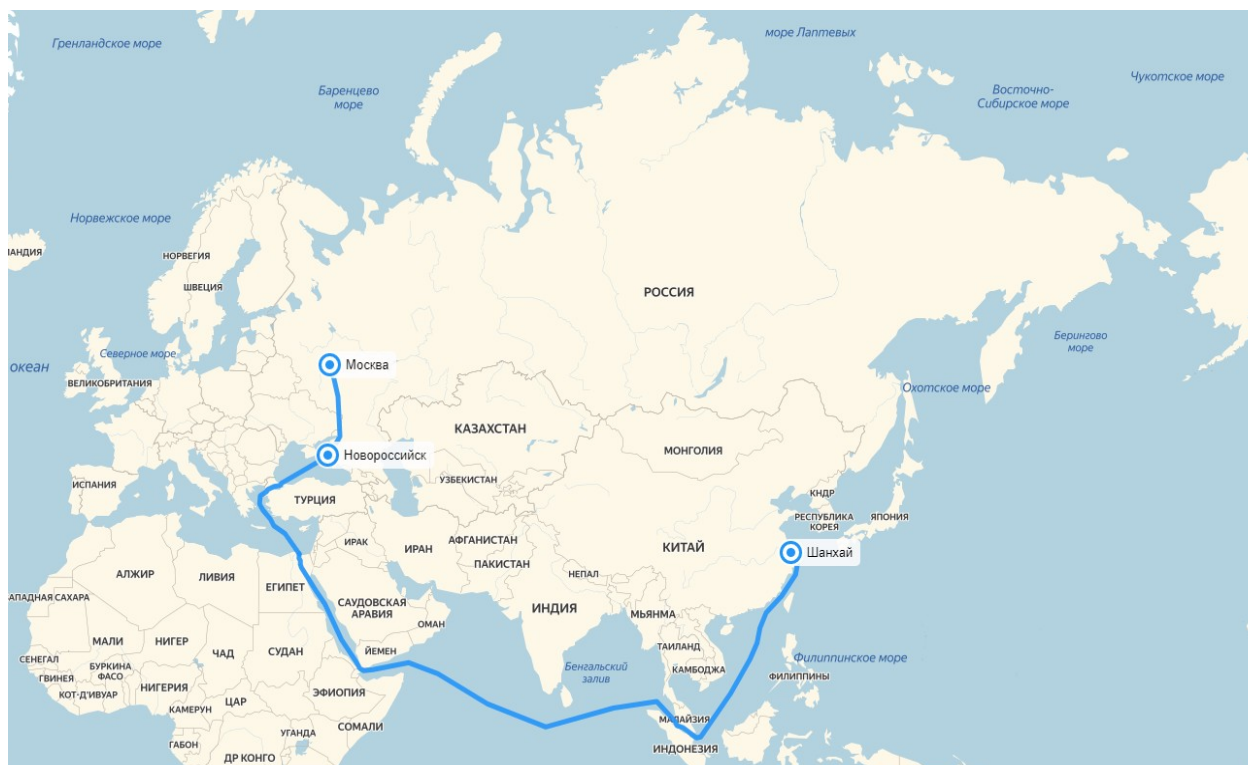 Гренландское море
море Лаптевых
Чукотское море
Восточно-
Сибирское море
Баренцево
море
Норвежское море
ЛАНДИЯ
НОРВЕГИЯ
ШВЕЦИЯ
РОССИЯ
Берингово
море
Северное море
океан
Москва
ВЕЛИКОБРИТАНИЯ
Охотское море
КАЗАХСТАН
МОНГОЛИЯ
Новороссийск
ИСПАНИЯ
ТУРЦИЯ
УЗБЕКИСТАН
КНДР
РЕСПУБЛИКА
КОРЕЯ
ЯПОНИЯ
ИРАК
ИРАН
АФГАНИСТАН
ПАКИСТАН
КИТАЙ
Шанхай
АЛЖИР
ЛИВИЯ
ЕГИПЕТ
НЕПАЛ
АПАДНАЯ САХАРА
САУДОВСКАЯ
АРАВИЯ
ОМАН
ИНДИЯ
МЬЯНМА
МАЛИ
НИГЕР
ЧАД
СУДАН
ЙЕМЕН
ТАИЛАНД
СЕНЕГАЛ
ГВИНЕЯ
БУРКИНА
ФАСО
Бенгальский
залив
КАМБОДЖА
Филиппинское море
ФИЛИППИНЫ
КОТ-Д'ИВУАР
НИГЕРИЯ
ЭФИОПИЯ
КАМЕРУН
ЦАР
СОМАЛИ
МАЛАЙЗИЯ
ГАБОН
УГАНДА
ИНДОНЕЗИЯ
ДР КОНГО